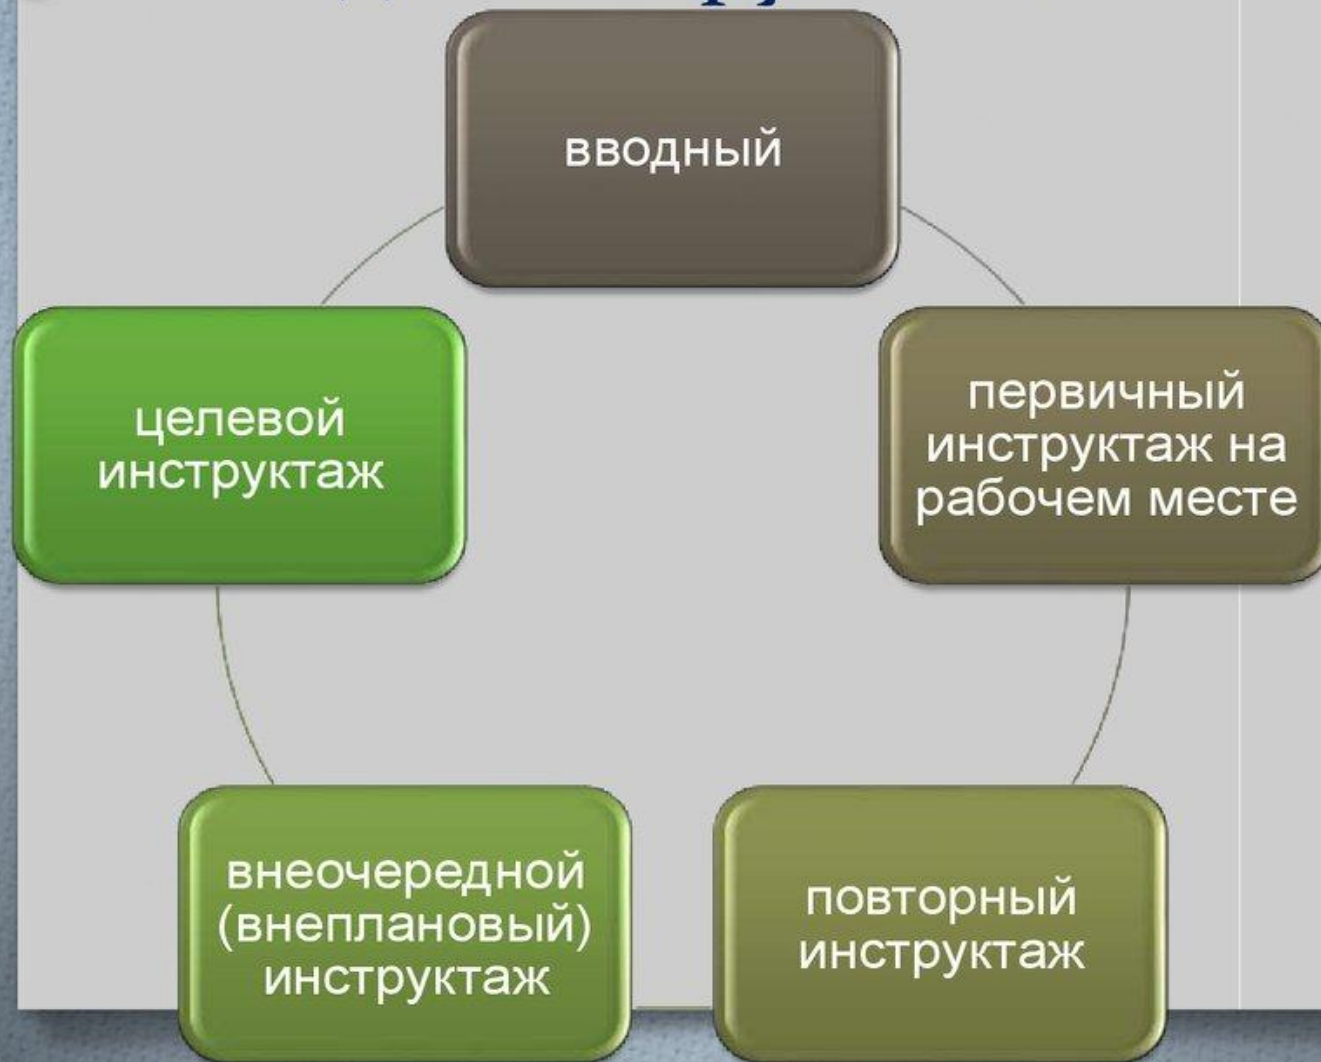 вводный
первичный
инструктаж на
рабочем месте
повторный
инструктаж
внеочередной
(внеплановый)
инструктаж
целевой
инструктаж